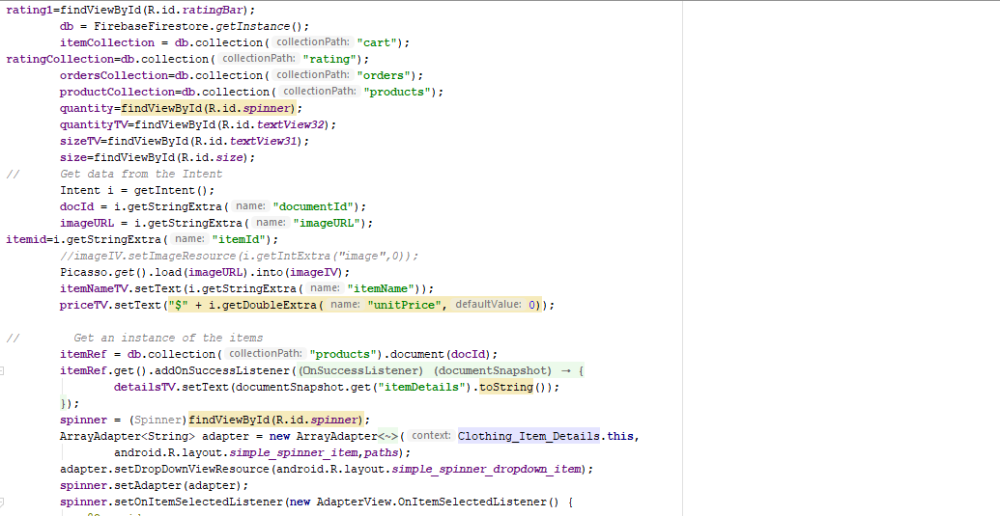 rating1=findViewById(R.id.ratingBar);
db = FirebaseFirestore.getInstance();
itemCollection = db.collection( collectionPath: "cart");
ratingCollection=db.collection( collectionPath: "rating");
ordersCollection=db.collection( collectionPath: "orders");
productCollection=db.collection( collectionPath: "products");
quantity=findViewById(R.id.spinner);
quantityTV=findViewById(R.id.textView32);
sizeTV=findViewById(R.id.textView31);
size=findViewById(R.id.size);
// Get data from the Intent
Intent i = getIntent();
docId = i.getStringExtra( name: "documentId");
imageURL = i.getStringExtra( name: "imageURL");
itemid=i.getStringExtra( name: "itemId");
//imageIV.setImageResource(i.getIntExtra("image",0));
Picasso.get().load(imageURL).into(imageIV);
itemNameTV.setText(i.getStringExtra( name: "itemName"));
priceTV.setText("$" + i.getDoubleExtra( name: "unitPrice", defaultValue: 0));
// Get an instance of the items
itemRef = db.collection( collectionPath: "products").document(docId);
itemRef.get().addOnSuccessListener((OnSuccessListener) (documentSnapshot) → {
detailsTV.setText(documentSnapshot.get("itemDetails").toString());
});
spinner = (Spinner)findViewById(R.id.spinner);
ArrayAdapter<String> adapter = new ArrayAdapter<~>( context: Clothing_Item_Details.this,
android.R.layout.simple_spinner_item,paths);
adapter.setDropDownViewResource(android.R.layout.simple_spinner_dropdown_item);
spinner.setAdapter(adapter);
spinner.setOnItemSelectedListener(new AdapterView.OnItemSelectedListener() {